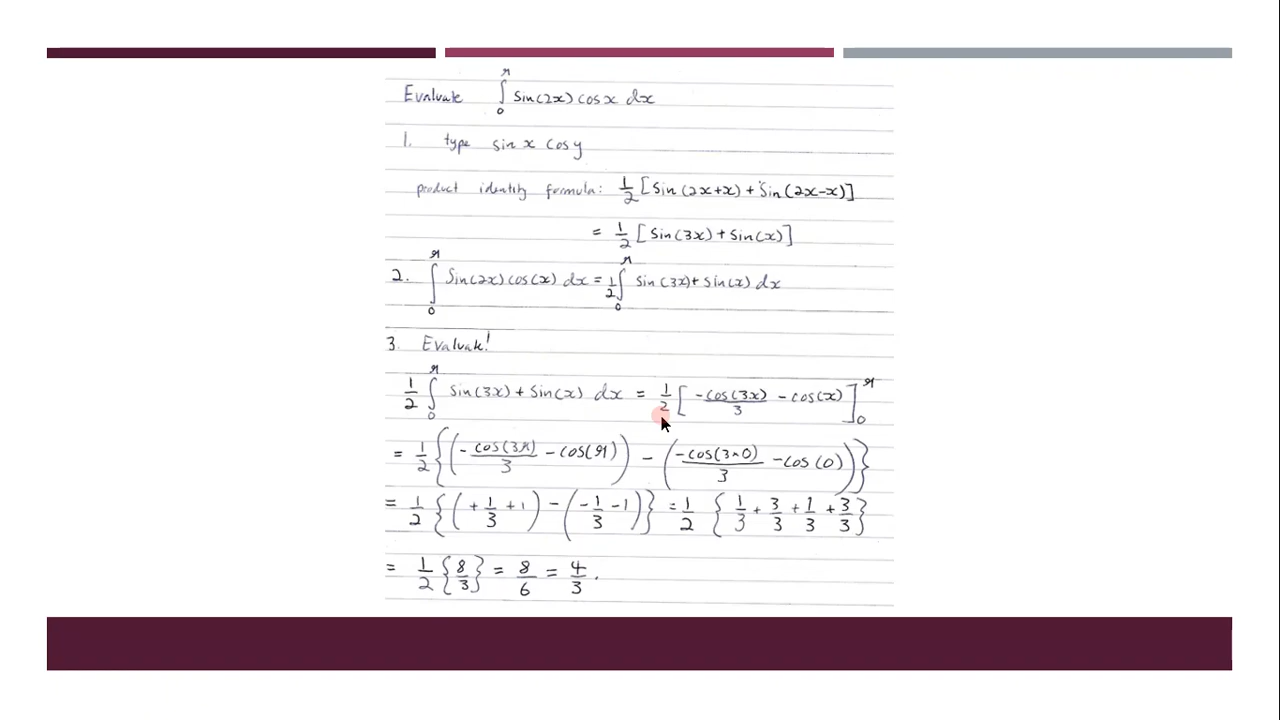 Evaluate ∫₀^π sin(2x) cos x dx
1. type sin x cos y
product identity formula: 1/2 [sin(2x+x) + sin(2x-x)]
= 1/2 [sin(3x) + sin(x)]
2. ∫₀^π sin(2x) cos(x) dx = 1/2 ∫₀^π sin(3x) + sin(x) dx
3. Evaluate!
1/2 ∫₀^π sin(3x) + sin(x) dx = 1/2 [-cos(3x)/3 - cos(x)]₀^π
= 1/2 {(-cos(3π)/3 - cos(π)) - (-cos(3×0)/3 - cos(0))}
= 1/2 {(+1/3 +1) - (-1/3 -1)} = 1/2 {1/3 + 3/3 + 1/3 + 3/3}
= 1/2 {8/3} = 8/6 = 4/3.